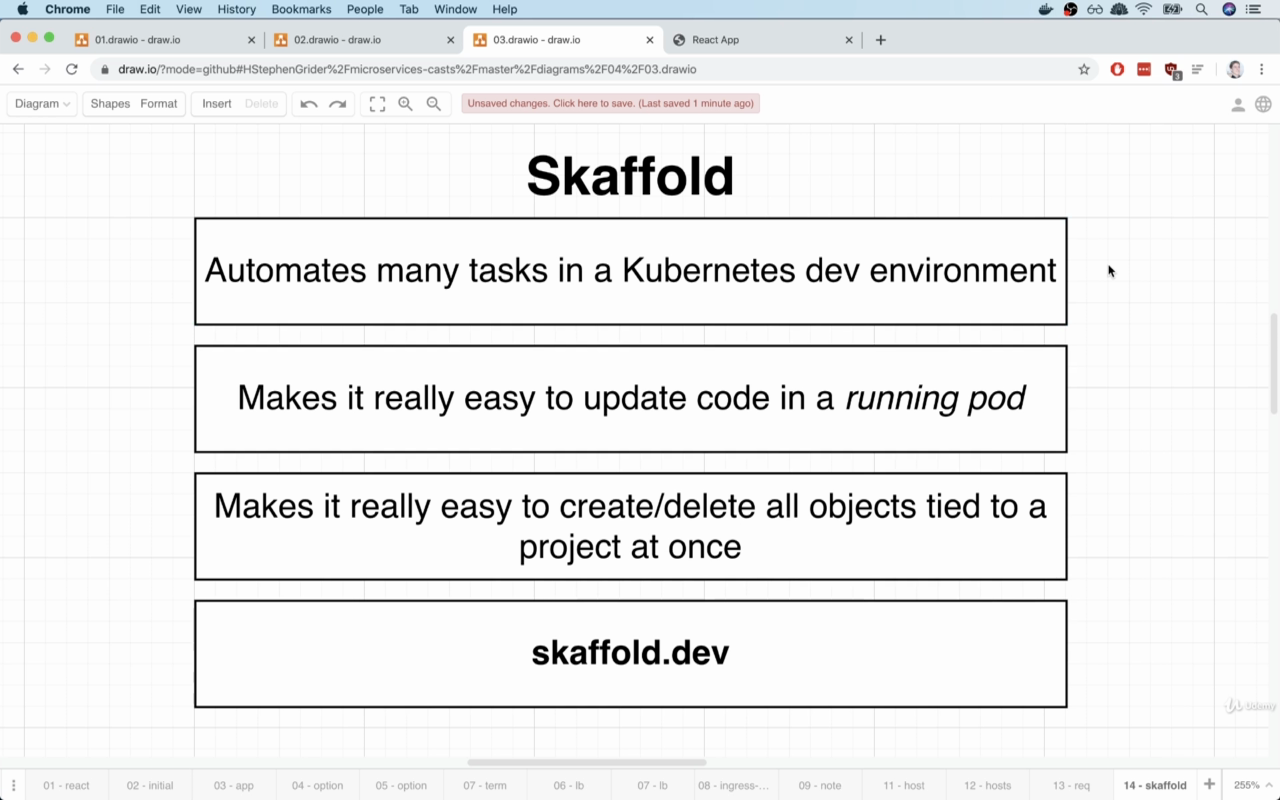 Chrome File Edit View History Bookmarks People Tab Window Help
01.drawio - draw.io
02.drawio - draw.io
03.drawio - draw.io
React App
draw.io/?mode=github#HStephenGrider%2Fmicroservices-casts%2Fmaster%2Fdiagrams%2F04%2F03.drawio
3
Diagram Shapes Format Insert Delete Unsaved changes. Click here to save. (Last saved 1 minute ago)
Skaffold
Automates many tasks in a Kubernetes dev environment
Makes it really easy to update code in a running pod
Makes it really easy to create/delete all objects tied to a
project at once
skaffold.dev
Udemy
01 - react 02 - initial 03 - app 04 - option 05 - option 07 - term 06 - lb 07 - lb 08 - ingress-... 09 - note 11 - host 12 - hosts 13 - req 14 - skaffold 255%